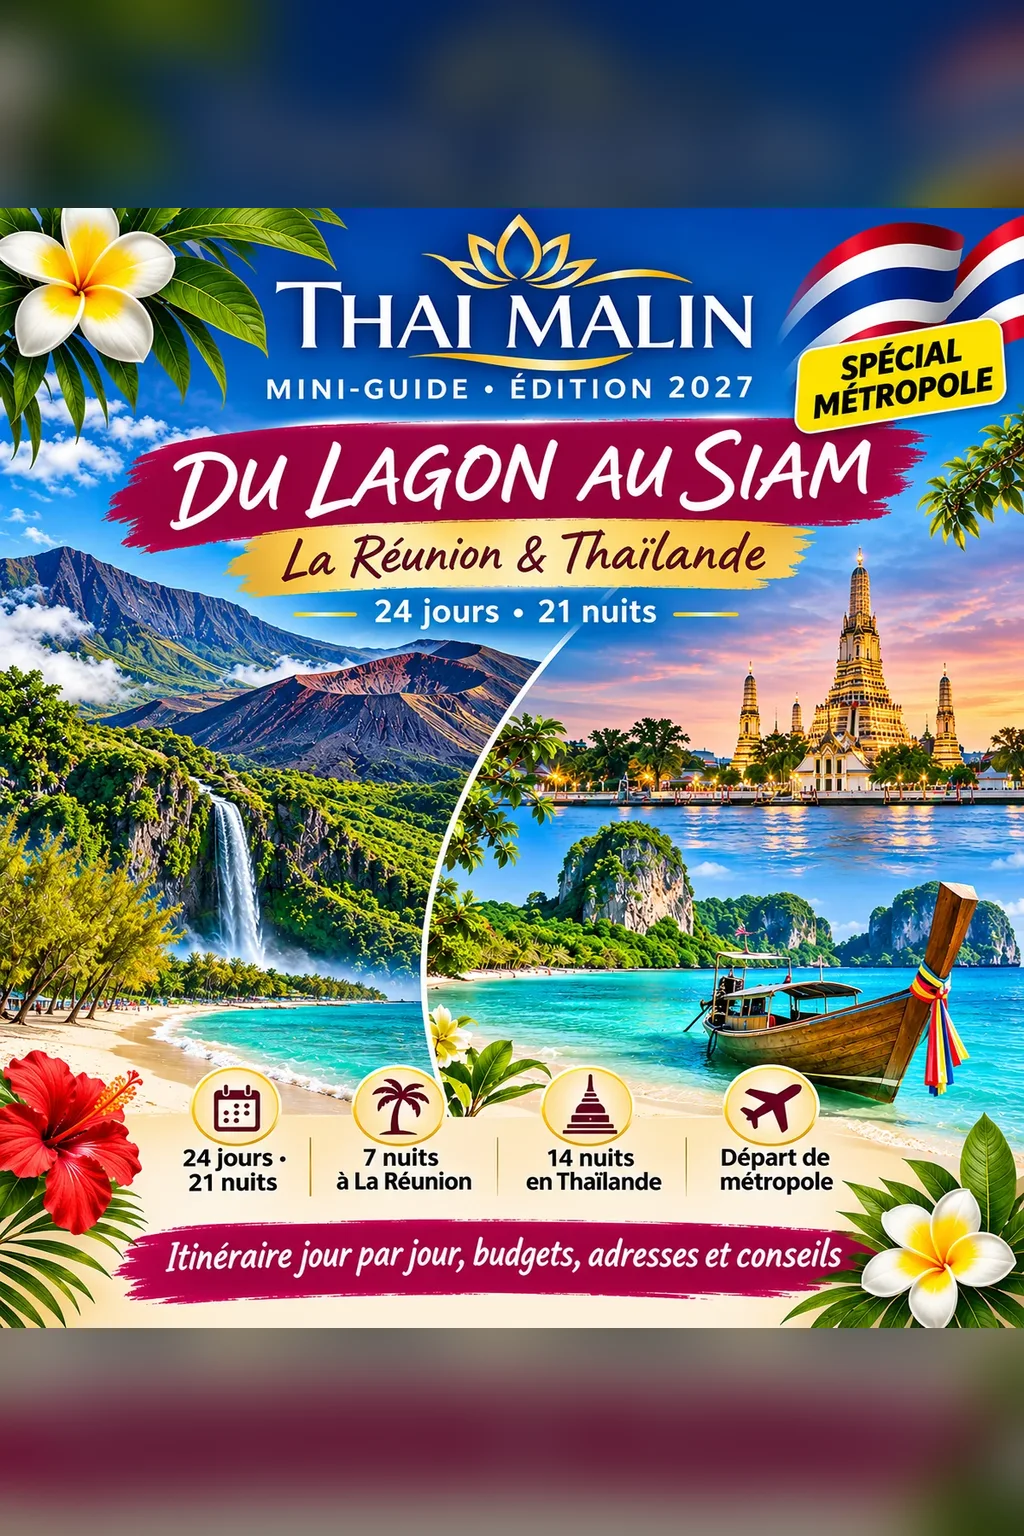 THAI MALIN
MINI-GUIDE • ÉDITION 2027
SPÉCIAL
MÉTROPOLE
DU LAGON AU SIAM
La Réunion & Thaïlande
24 jours • 21 nuits
24 jours •
21 nuits
7 nuits
à La Réunion
14 nuits
en Thaïlande
Départ de
métropole
Itinéraire jour par jour, budgets, adresses et conseils